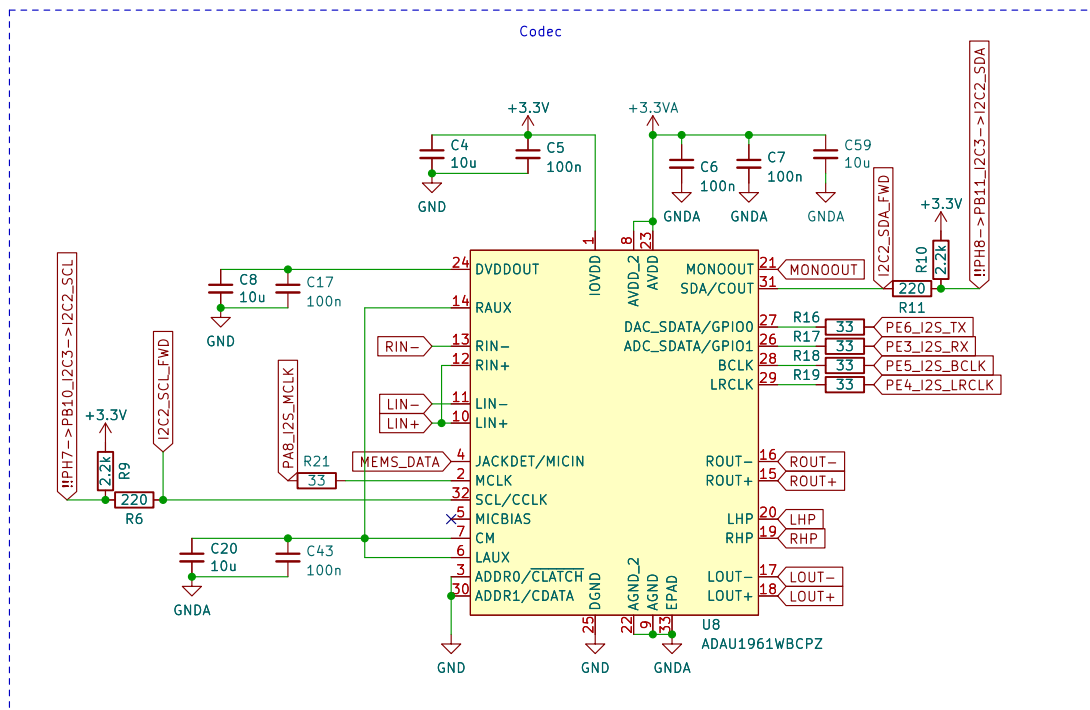 Codec
!!PH7->PB10_I2C3->I2C2_SCL
+3.3V
2.2k
R9
220
R6
I2C2_SCL_FWD
PA8_I2S_MCLK
R21
33
C4
10u
+3.3V
C5
100n
GND
+3.3VA
C6
100n
GNDA
C7
100n
GNDA
C59
10u
GNDA
I2C2_SDA_FWD
+3.3V
R10
2.2k
220
R11
!!PH8->PB11_I2C3->I2C2_SDA
C8
10u
C17
100n
GND
C20
10u
C43
100n
GNDA
RIN-
LIN-
LIN+
MEMS_DATA
24 DVDDOUT
14 RAUX
13 RIN-
12 RIN+
11 LIN-
10 LIN+
4 JACKDET/MICIN
2 MCLK
32 SCL/CCLK
5 MICBIAS
7 CM
6 LAUX
3 ADDR0/CLATCH
30 ADDR1/CDATA
1 IOVDD
8 AVDD_2
23 AVDD
MONOOUT 21 MONOOUT
SDA/COUT 31
DAC_SDATA/GPIO0 27 R16 33 PE6_I2S_TX
ADC_SDATA/GPIO1 26 R17 33 PE3_I2S_RX
BCLK 28 R18 33 PE5_I2S_BCLK
LRCLK 29 R19 33 PE4_I2S_LRCLK
ROUT- 16 ROUT-
ROUT+ 15 ROUT+
LHP 20 LHP
RHP 19 RHP
LOUT- 17 LOUT-
LOUT+ 18 LOUT+
DGND 25
AGND_2 22
AGND 9
EPAD 33
U8
ADAU1961WBCPZ
GND
GND
GNDA